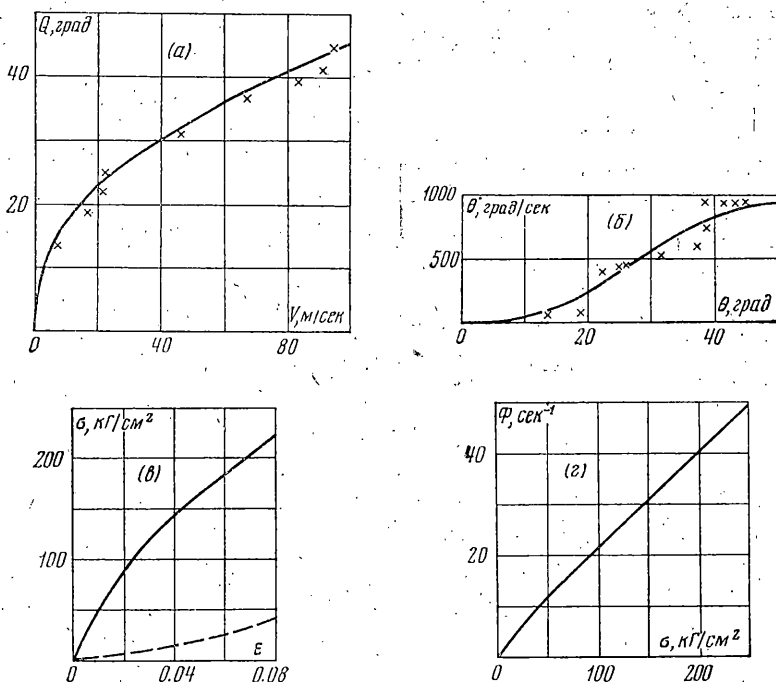 Q, град
(а)
40
20
V, м/сек
0
40
80
1000
θ̇, град/сек
(б)
500
θ, град
0
20
40
σ, кГ/см²
200
(в)
100
ε
0
0.04
0.08
Φ, сек⁻¹
40
(г)
20
σ, кГ/см²
0
100
200